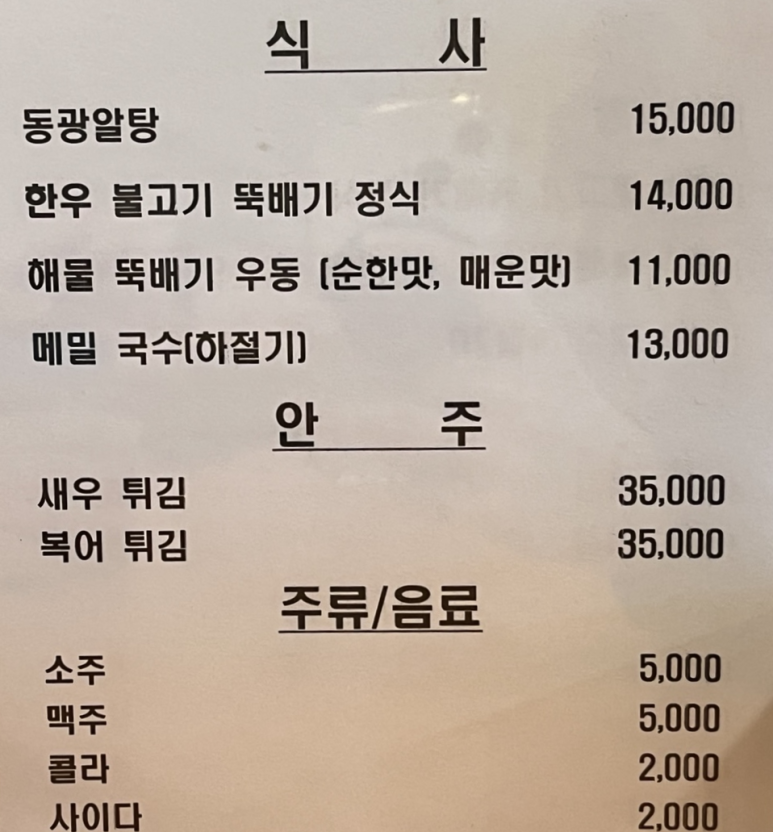 식 사
동광알탕 15,000
한우 불고기 뚝배기 정식 14,000
해물 뚝배기 우동 (순한맛, 매운맛) 11,000
메밀 국수(하절기) 13,000
안 주
새우 튀김 35,000
복어 튀김 35,000
주류/음료
소주 5,000
맥주 5,000
콜라 2,000
사이다 2,000